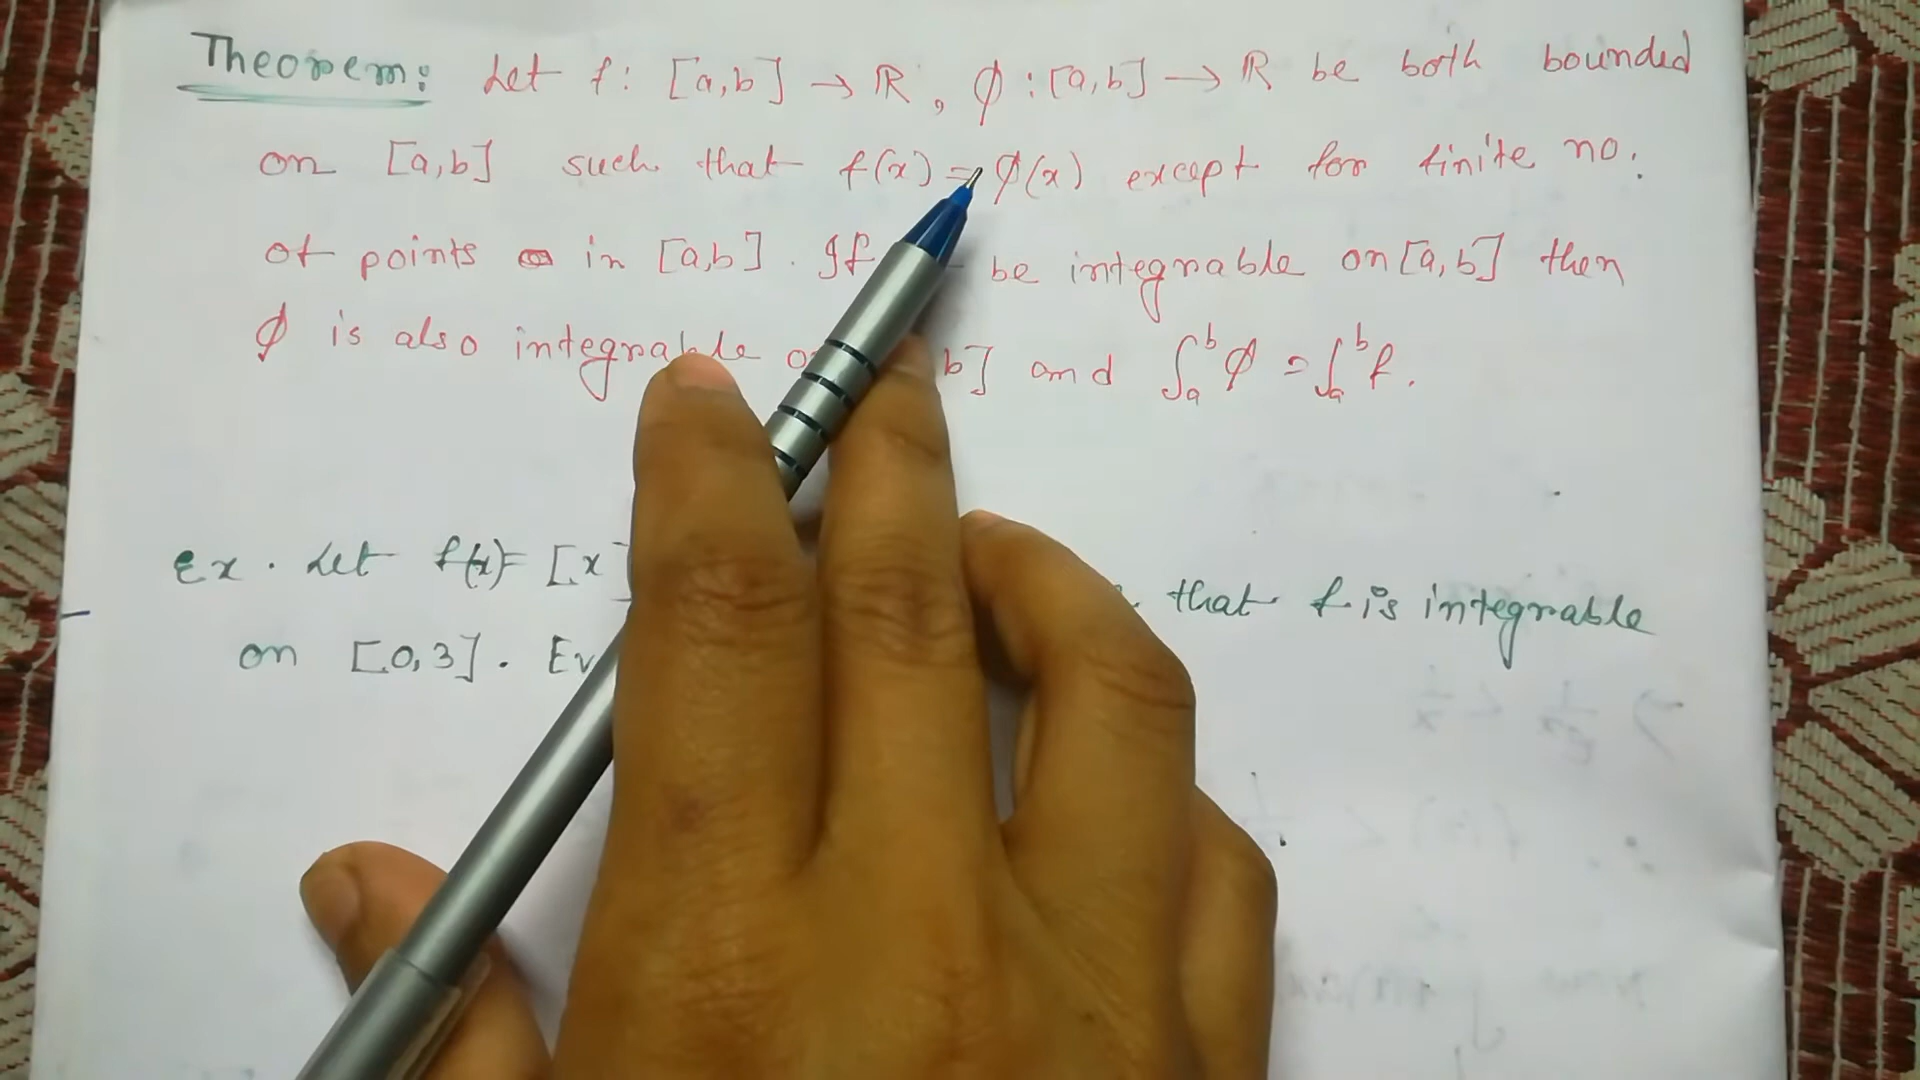 Theorem: Let f: [a,b] → ℝ, ϕ: [a,b] → ℝ be both bounded
on [a,b] such that f(x) = ϕ(x) except for finite no.
of points in [a,b]. If be integrable on [a,b] then
ϕ is also integrable b] and ∫ₐᵇ ϕ = ∫ₐᵇ f.
Ex. Let f(x) = [x] that f is integrable
on [0,3].